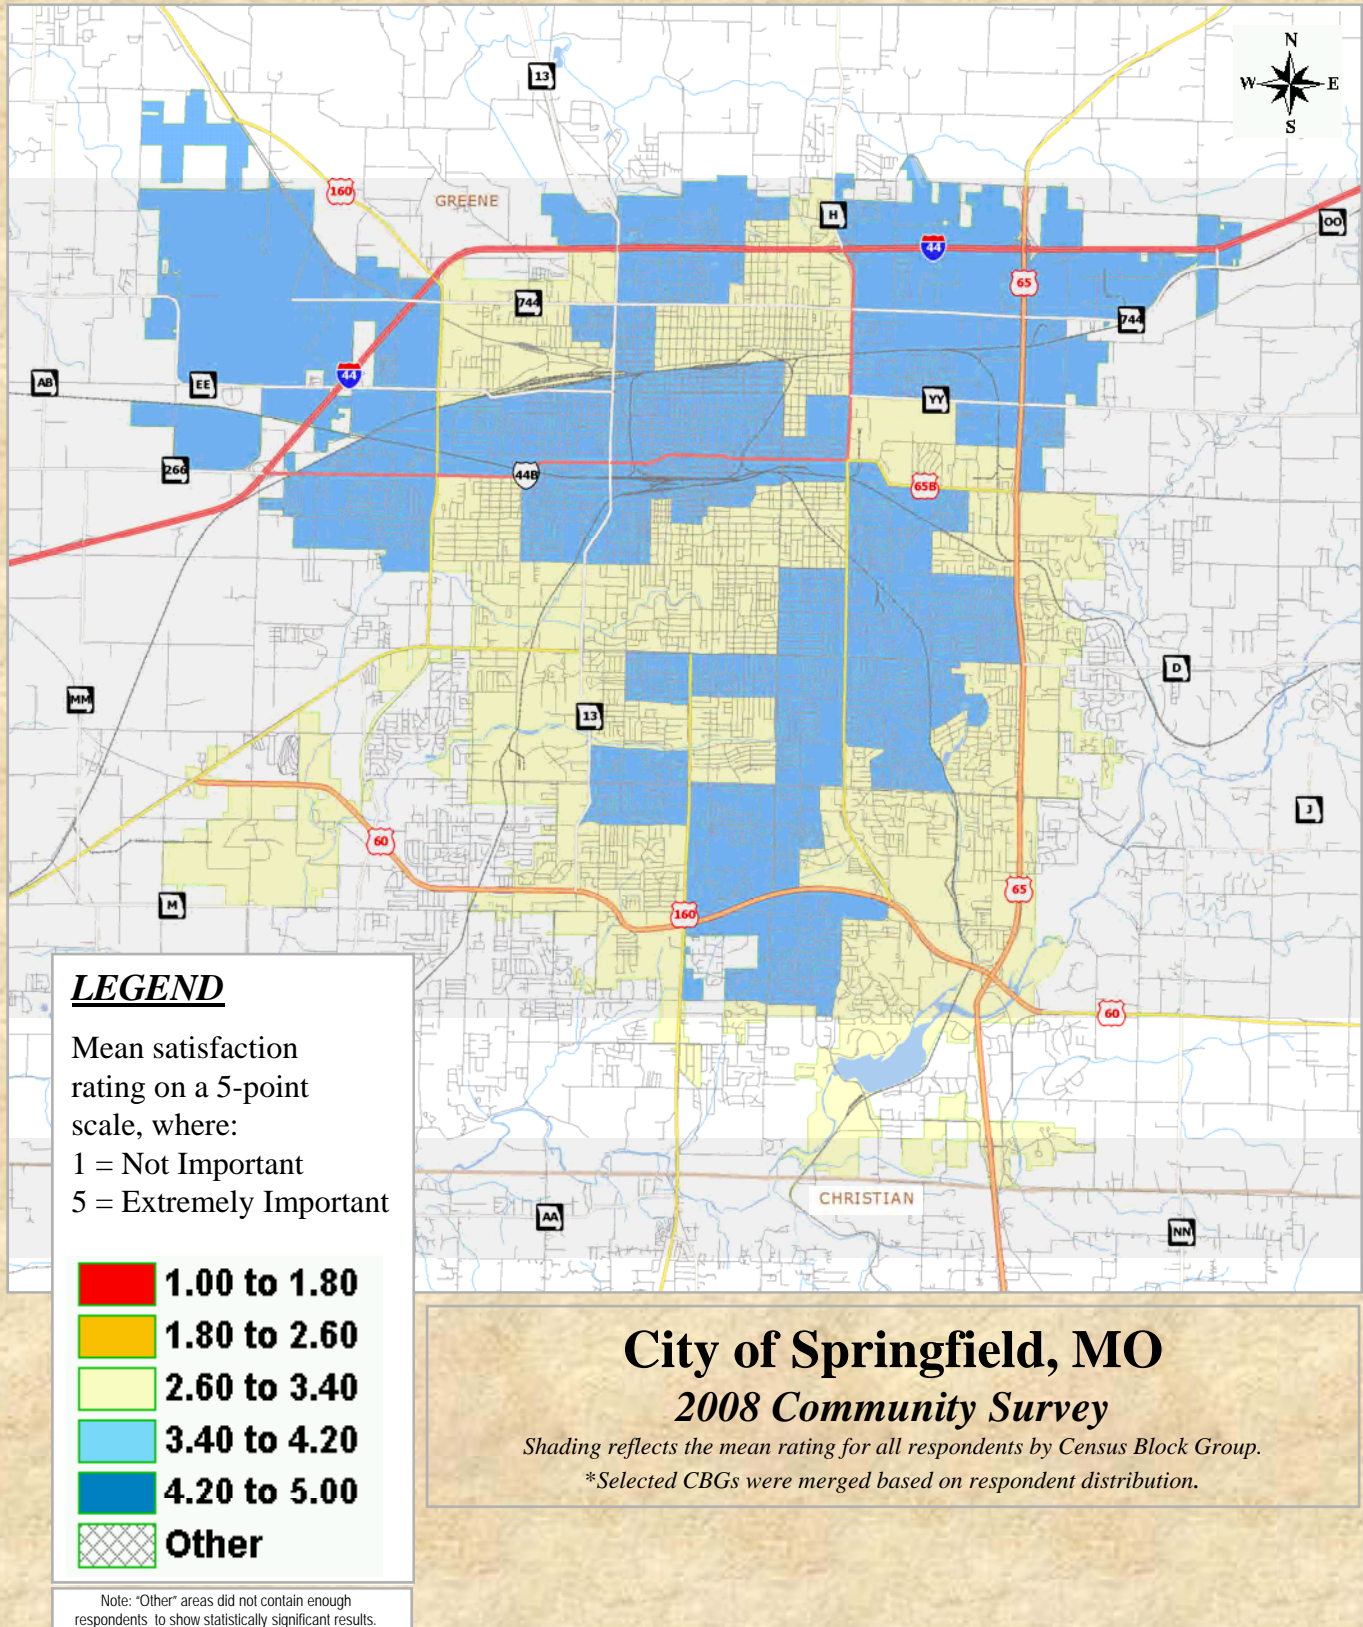 N
W E
S
13
160
GREENE
H
OO
44
65
744
744
44
AB
EE
YY
266
44B
65B
D
MM
13
J
60
65
M
160
60
LEGEND
Mean satisfaction
rating on a 5-point
scale, where:
1 = Not Important
5 = Extremely Important
CHRISTIAN
AA
NN
1.00 to 1.80
1.80 to 2.60
2.60 to 3.40
3.40 to 4.20
4.20 to 5.00
Other
City of Springfield, MO
2008 Community Survey
Shading reflects the mean rating for all respondents by Census Block Group.
*Selected CBGs were merged based on respondent distribution.
Note: "Other" areas did not contain enough
respondents to show statistically significant results.